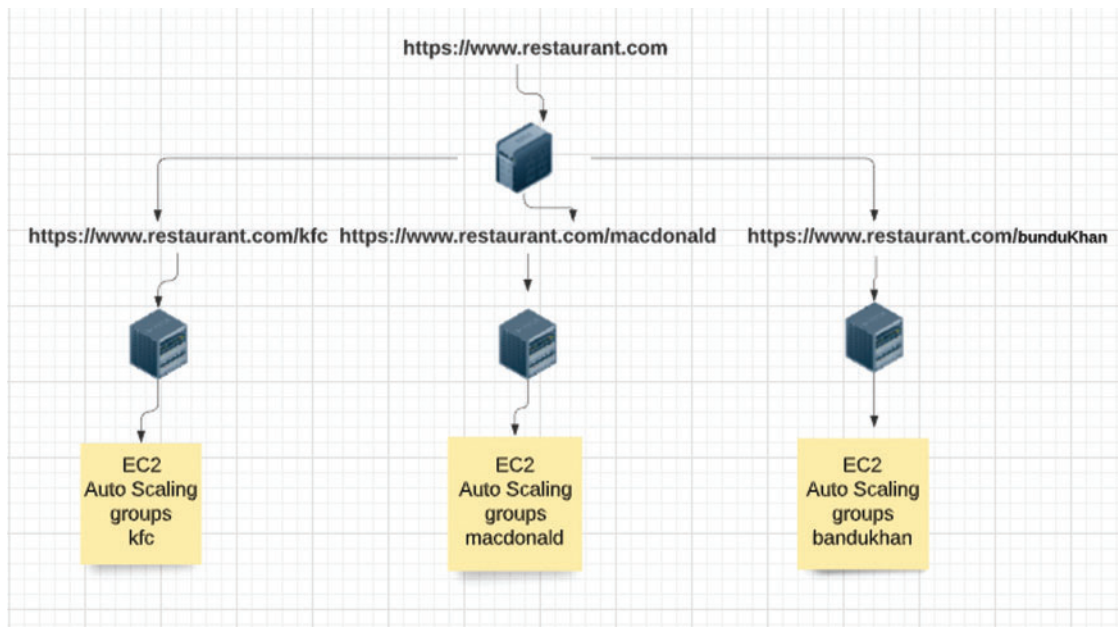 https://www.restaurant.com
https://www.restaurant.com/kfc
https://www.restaurant.com/macdonald
https://www.restaurant.com/bunduKhan
EC2
Auto Scaling
groups
kfc
EC2
Auto Scaling
groups
macdonald
EC2
Auto Scaling
groups
bandukhan